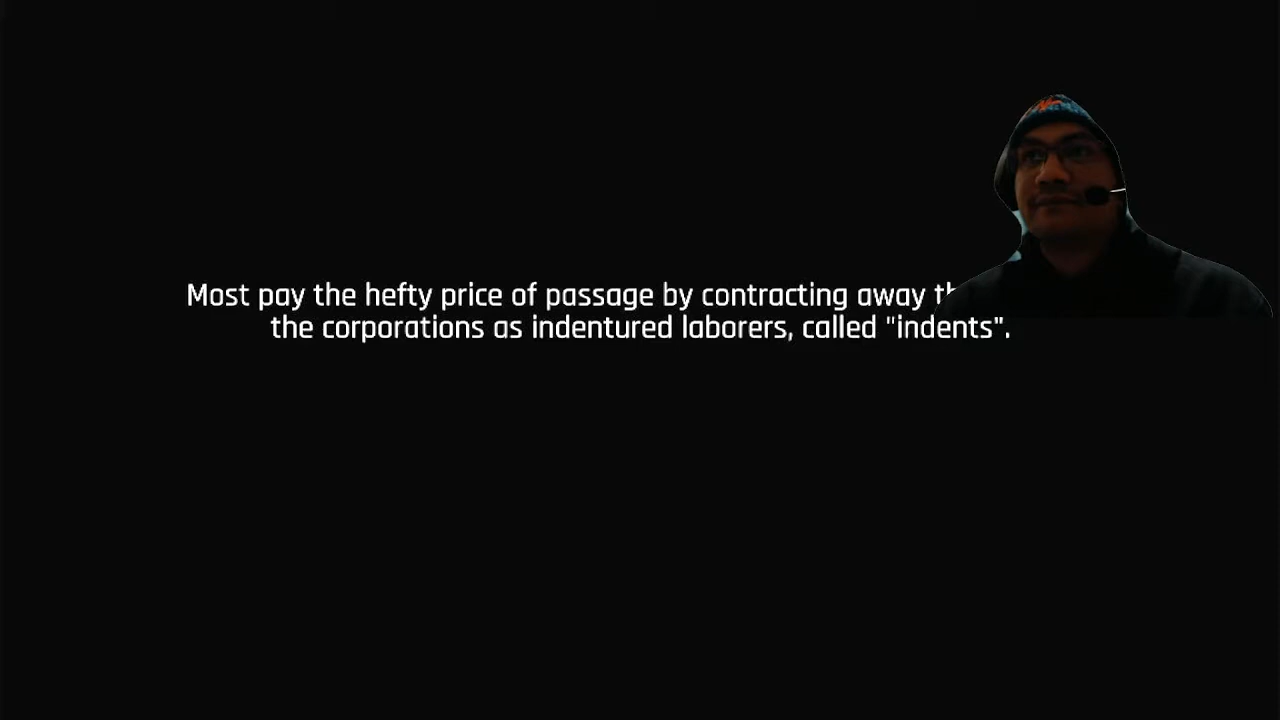 Most pay the hefty price of passage by contracting away
the corporations as indentured laborers, called "indents".